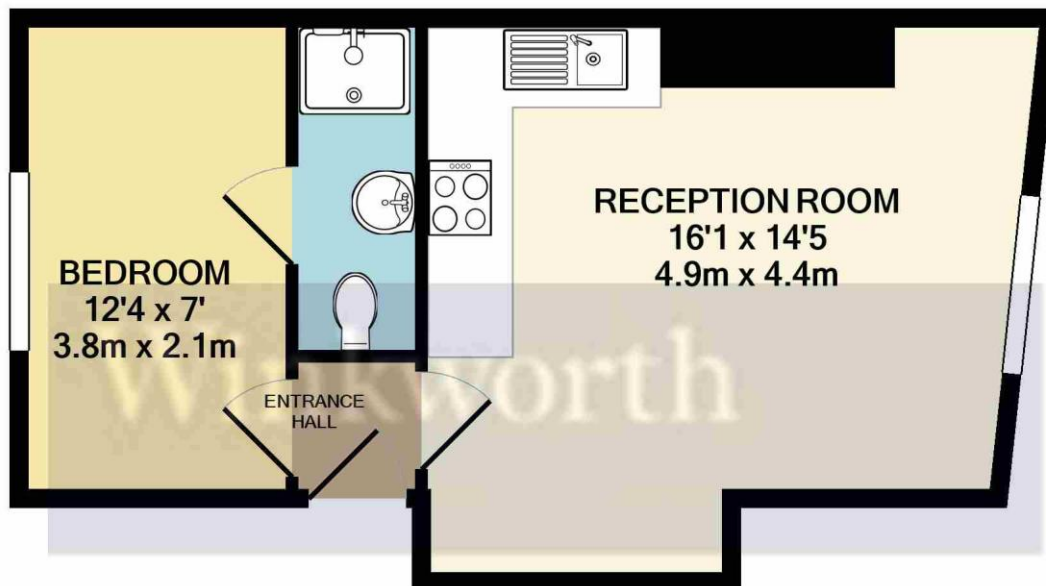 BEDROOM
12'4 x 7'
3.8m x 2.1m
ENTRANCE
HALL
RECEPTION ROOM
16'1 x 14'5
4.9m x 4.4m
Winkworth